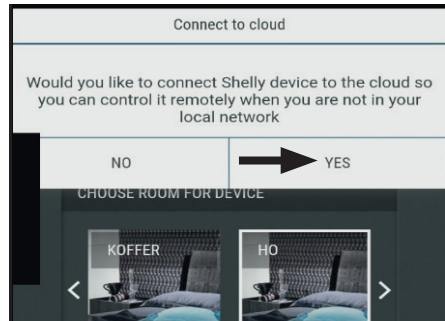 Connect to cloud
Would you like to connect Shelly device to the cloud so
you can control it remotely when you are not in your
local network
NO
YES
CHOOSE ROOM FOR DEVICE
KOFFER
HO